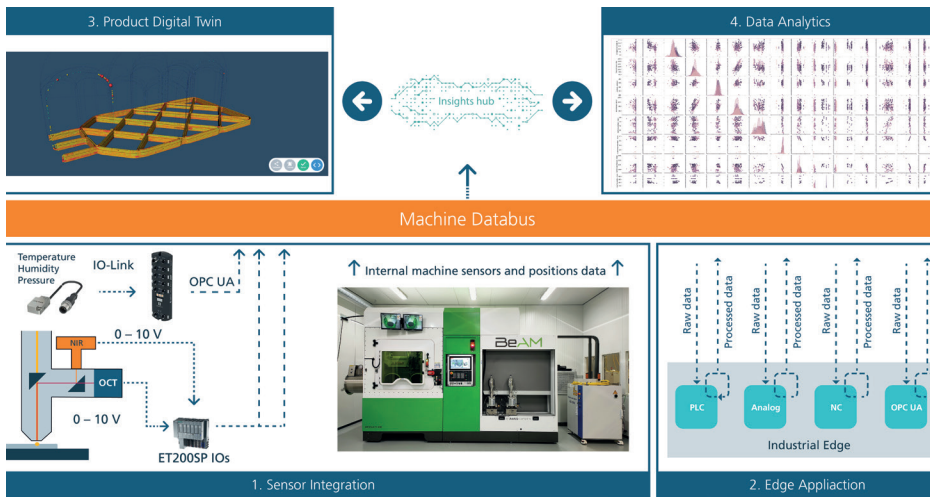 3. Product Digital Twin
4. Data Analytics
Insights hub
Machine Databus
Temperature
Humidity
Pressure
IO-Link
OPC UA
0 – 10 V
NIR
OCT
0 – 10 V
ET200SP IOs
Internal machine sensors and positions data
BeAM
Raw data
Processed data
Raw data
Processed data
Raw data
Processed data
Raw data
Processed data
PLC
Analog
NC
OPC UA
Industrial Edge
1. Sensor Integration
2. Edge Appliaction